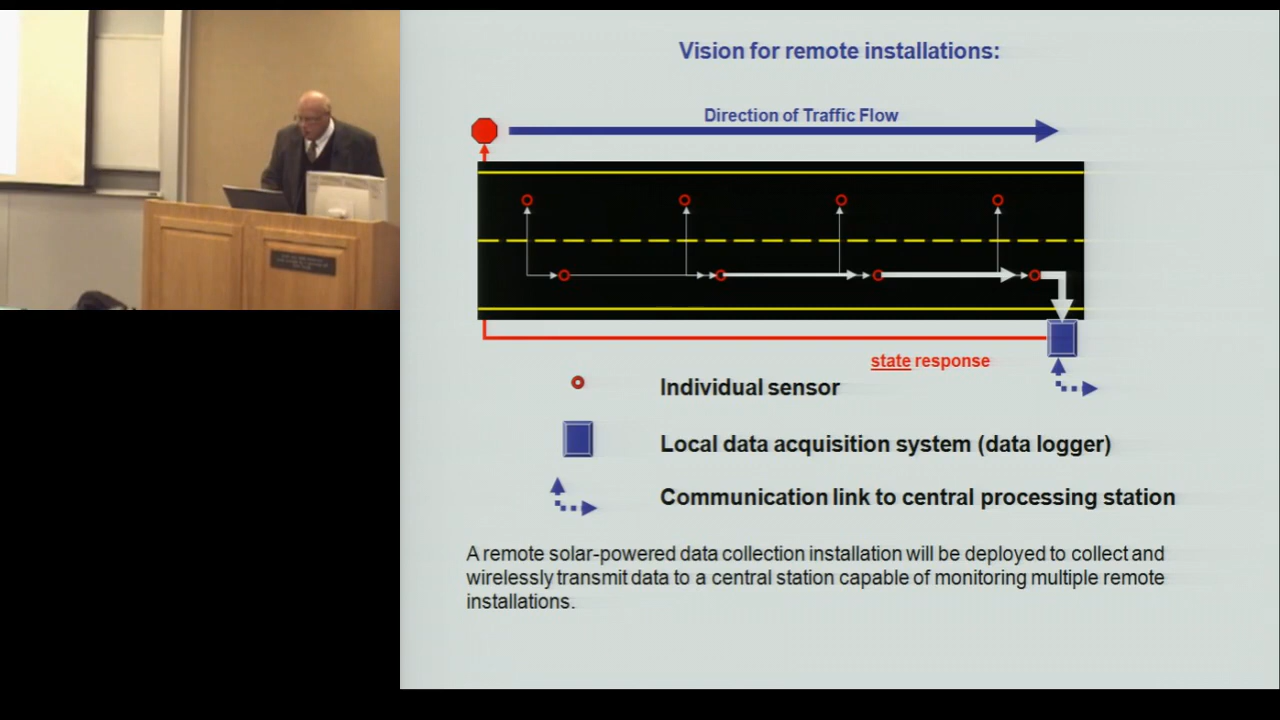 Vision for remote installations:
Direction of Traffic Flow
state response
Individual sensor
Local data acquisition system (data logger)
Communication link to central processing station
A remote solar-powered data collection installation will be deployed to collect and
wirelessly transmit data to a central station capable of monitoring multiple remote
installations.